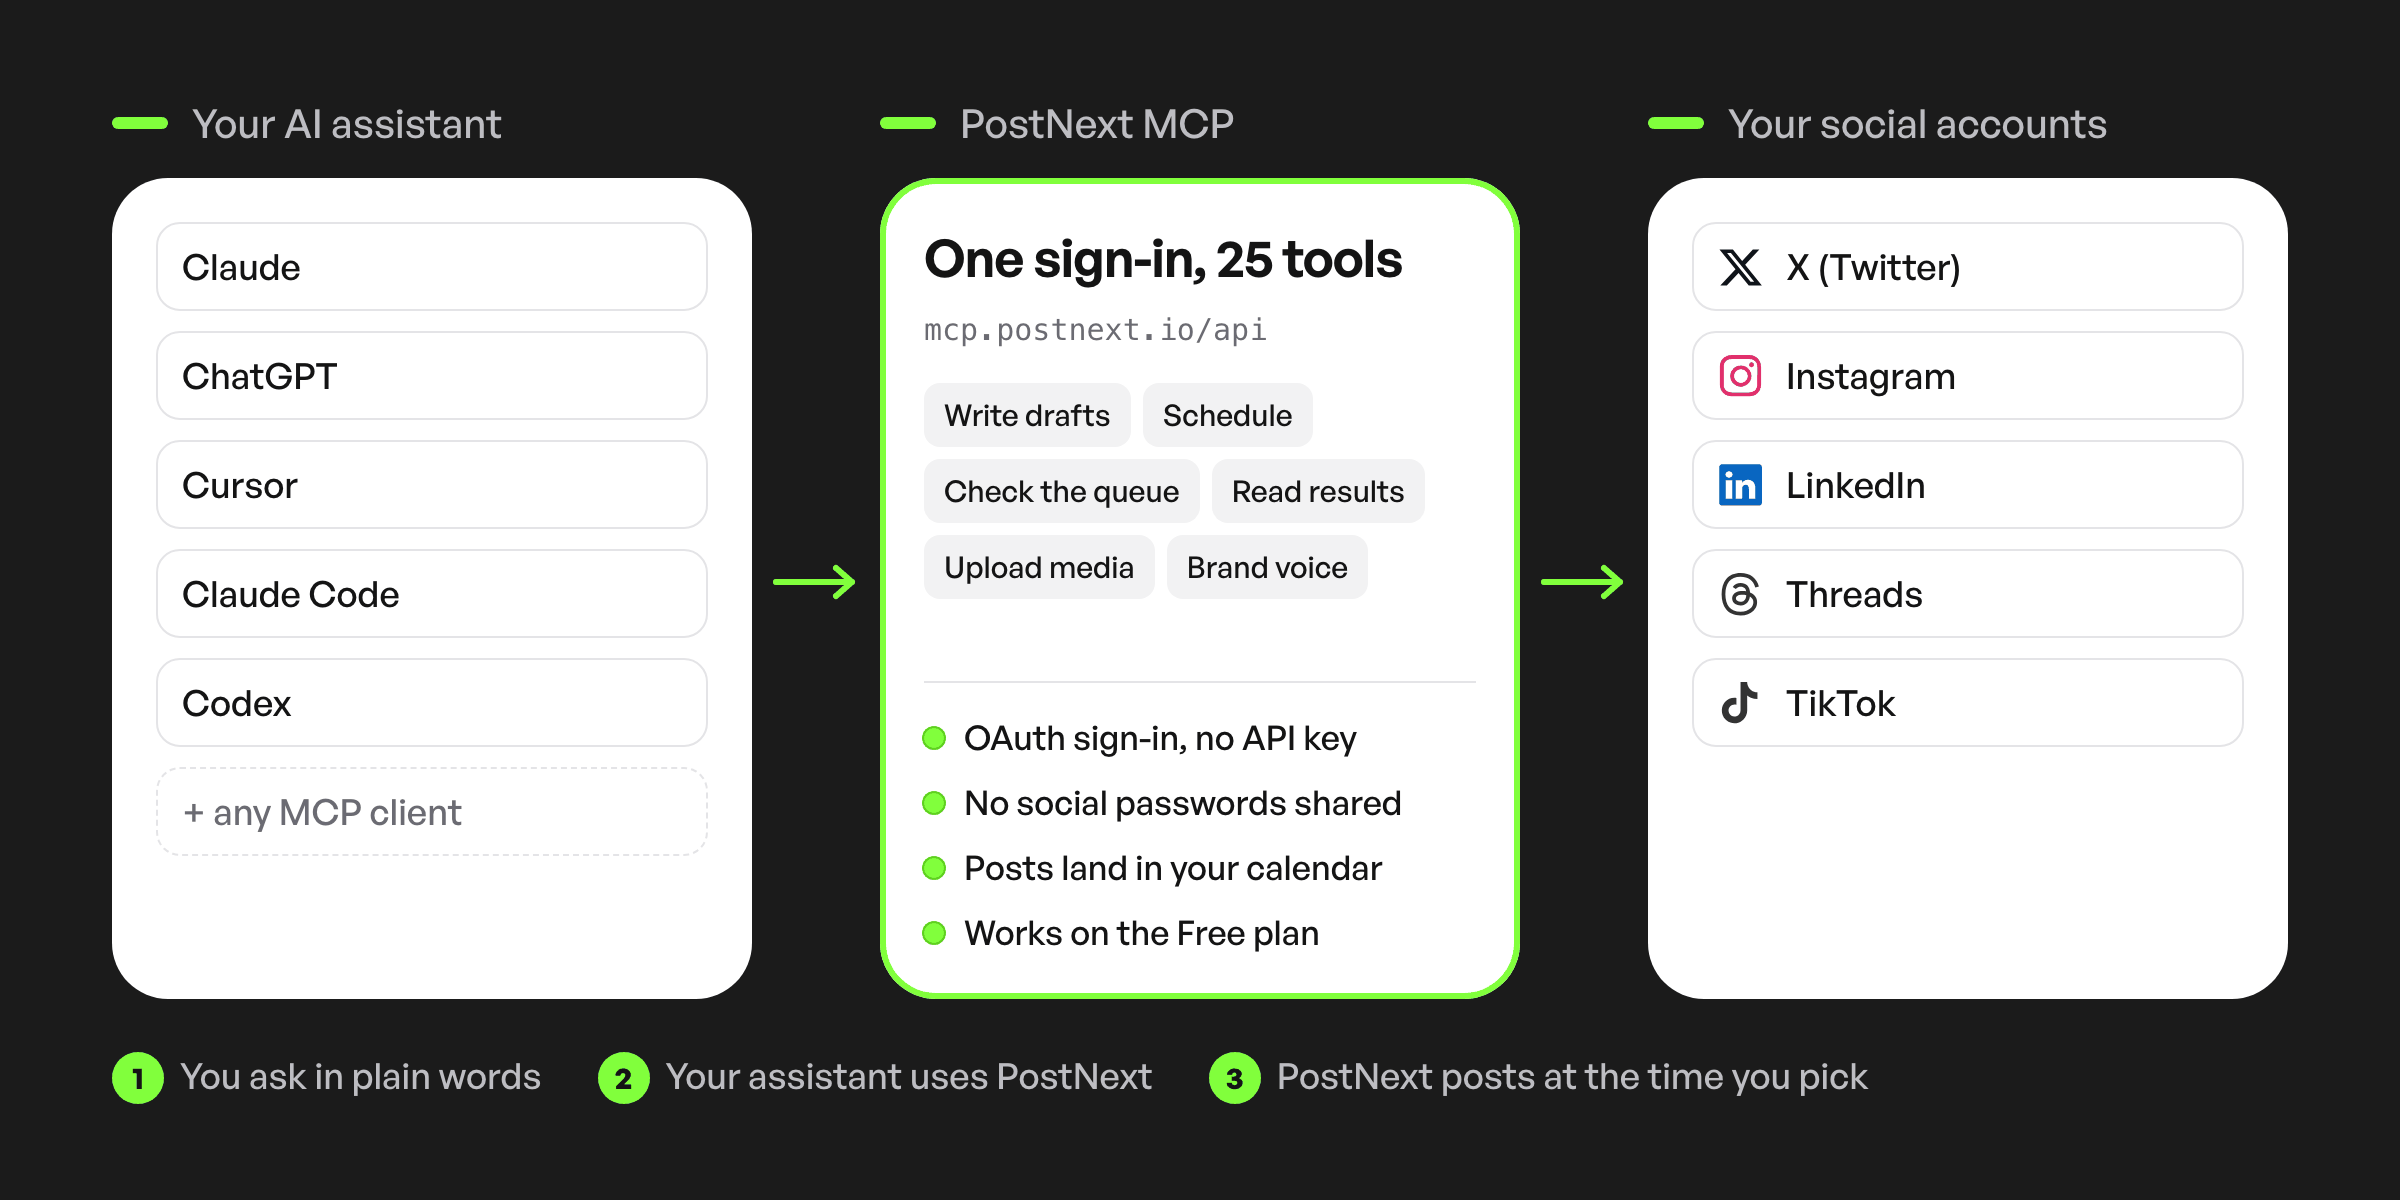 Your AI assistant
Claude
ChatGPT
Cursor
Claude Code
Codex
+ any MCP client
PostNext MCP
One sign-in, 25 tools
mcp.postnext.io/api
Write drafts
Schedule
Check the queue
Read results
Upload media
Brand voice
OAuth sign-in, no API key
No social passwords shared
Posts land in your calendar
Works on the Free plan
Your social accounts
X (Twitter)
Instagram
LinkedIn
Threads
TikTok
1 You ask in plain words
2 Your assistant uses PostNext
3 PostNext posts at the time you pick